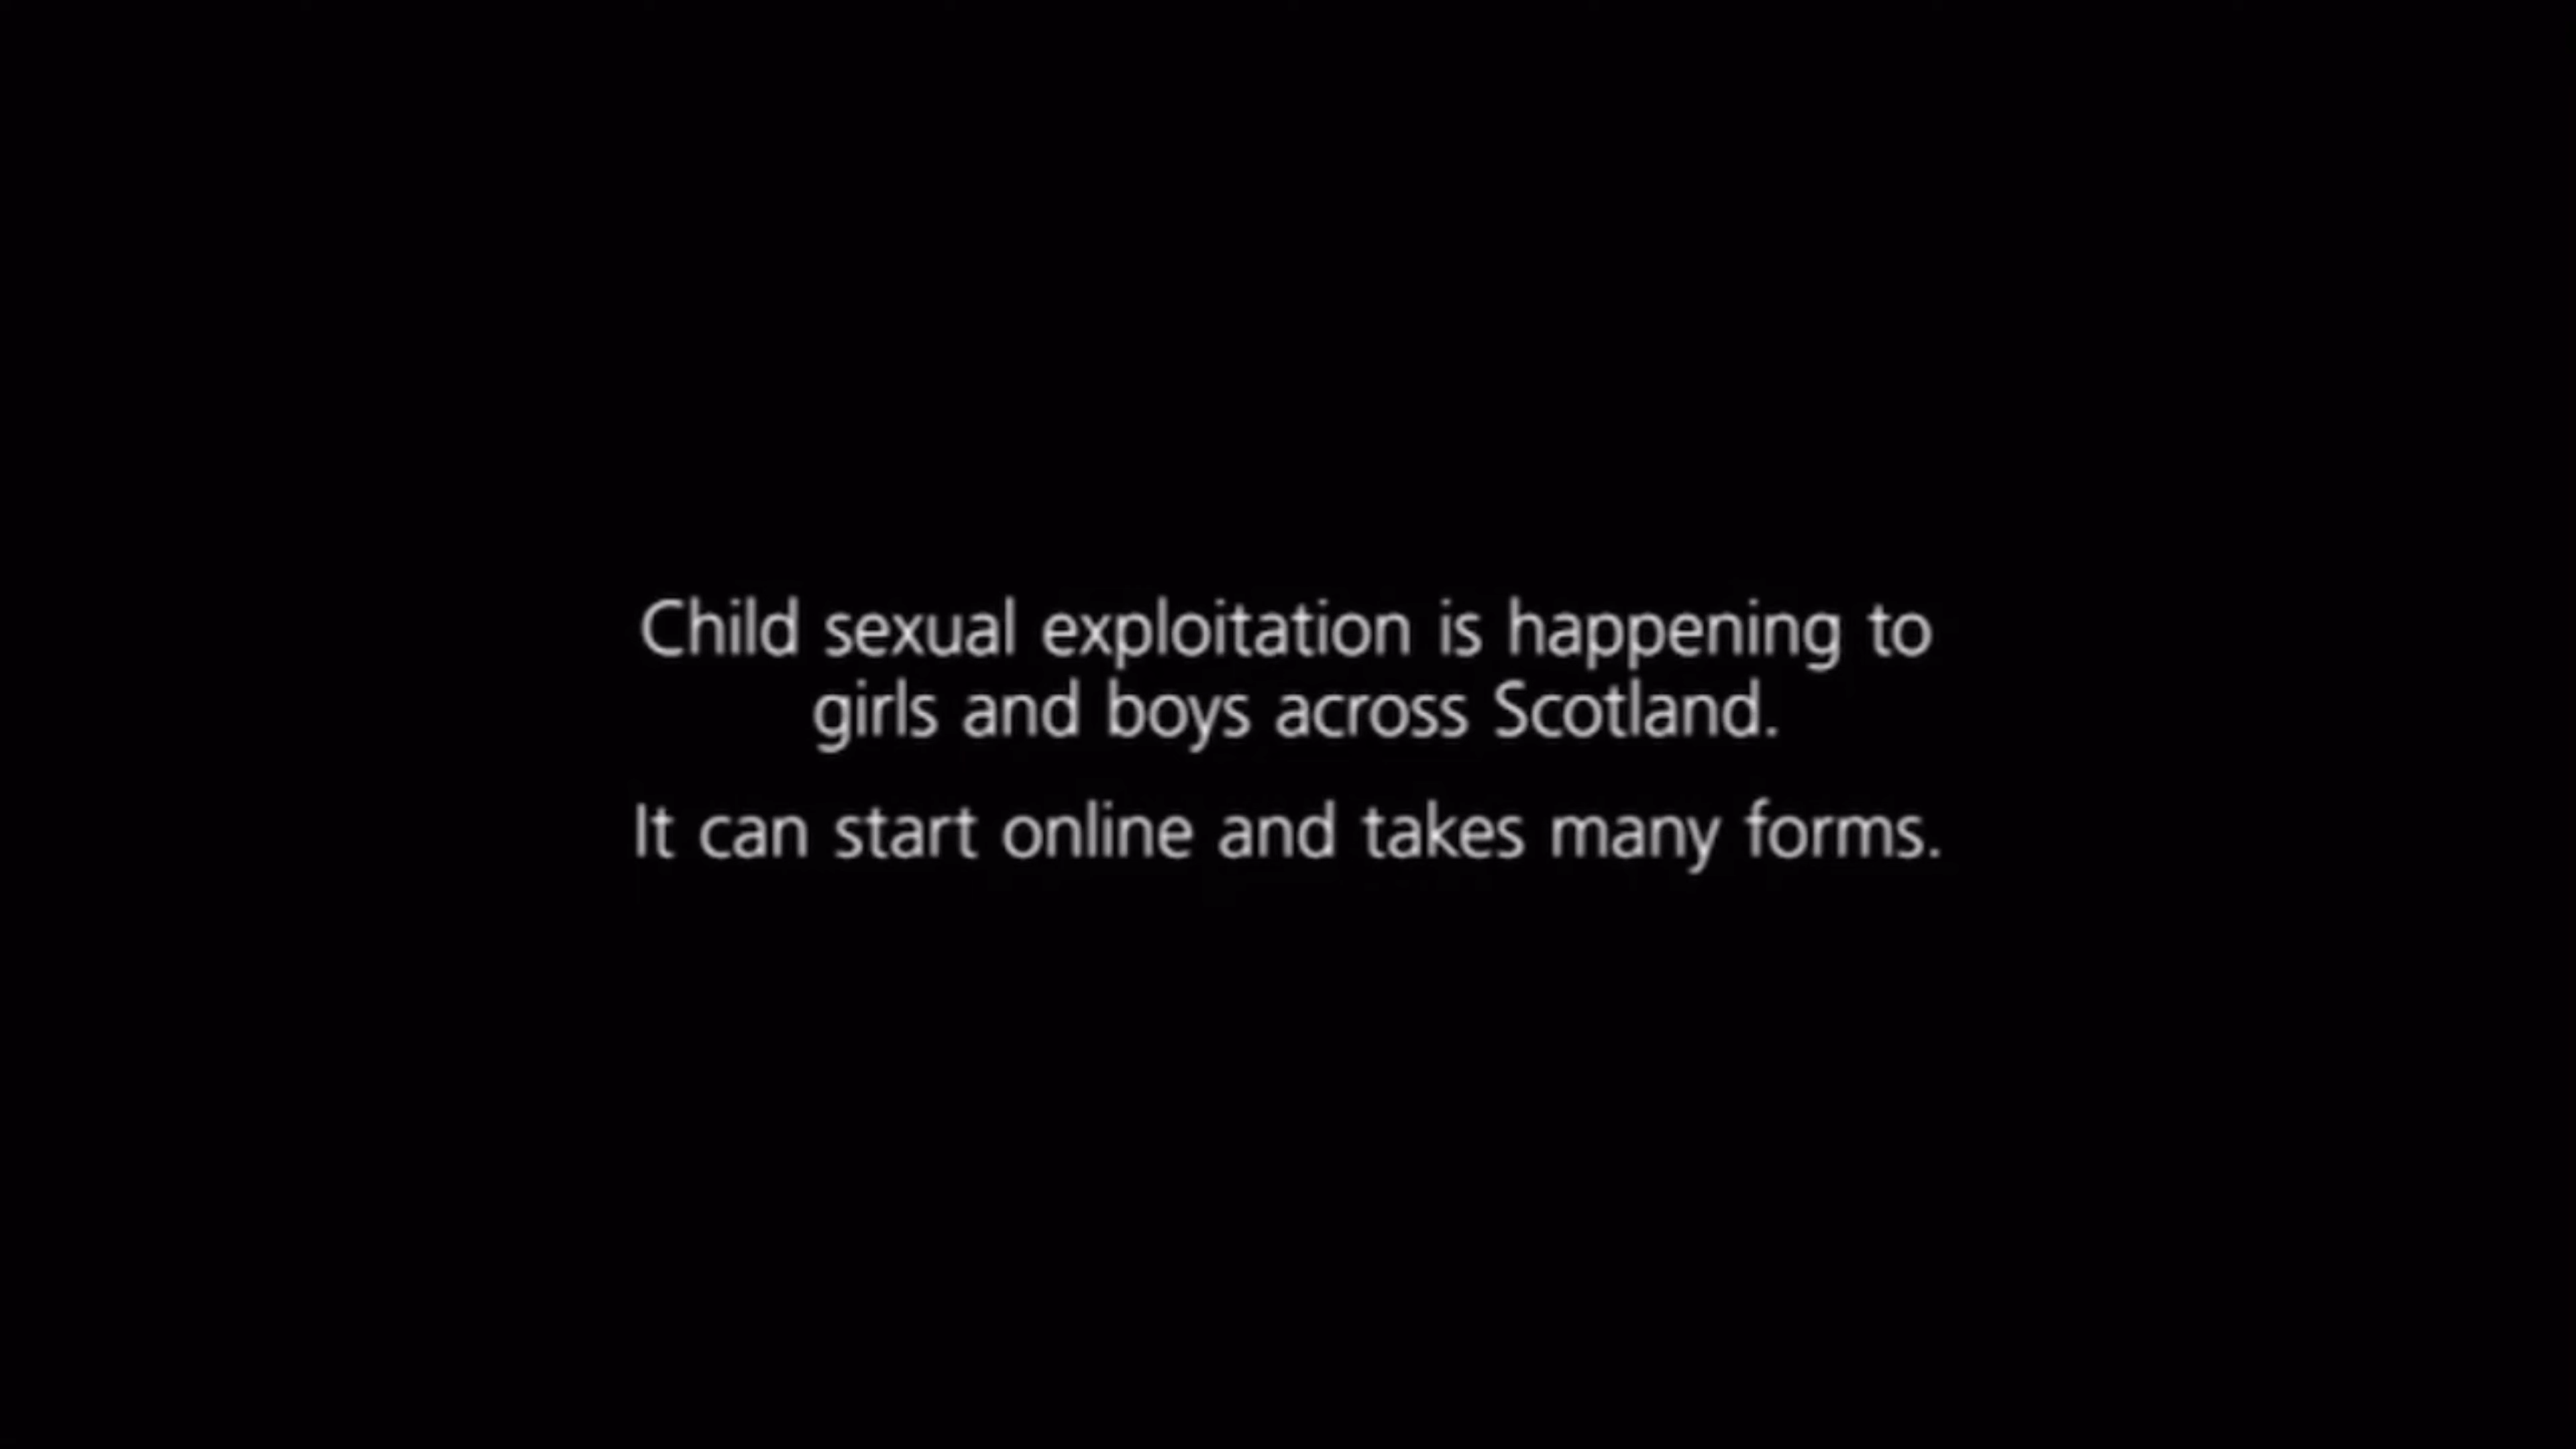 Child sexual exploitation is happening to
girls and boys across Scotland.
It can start online and takes many forms.